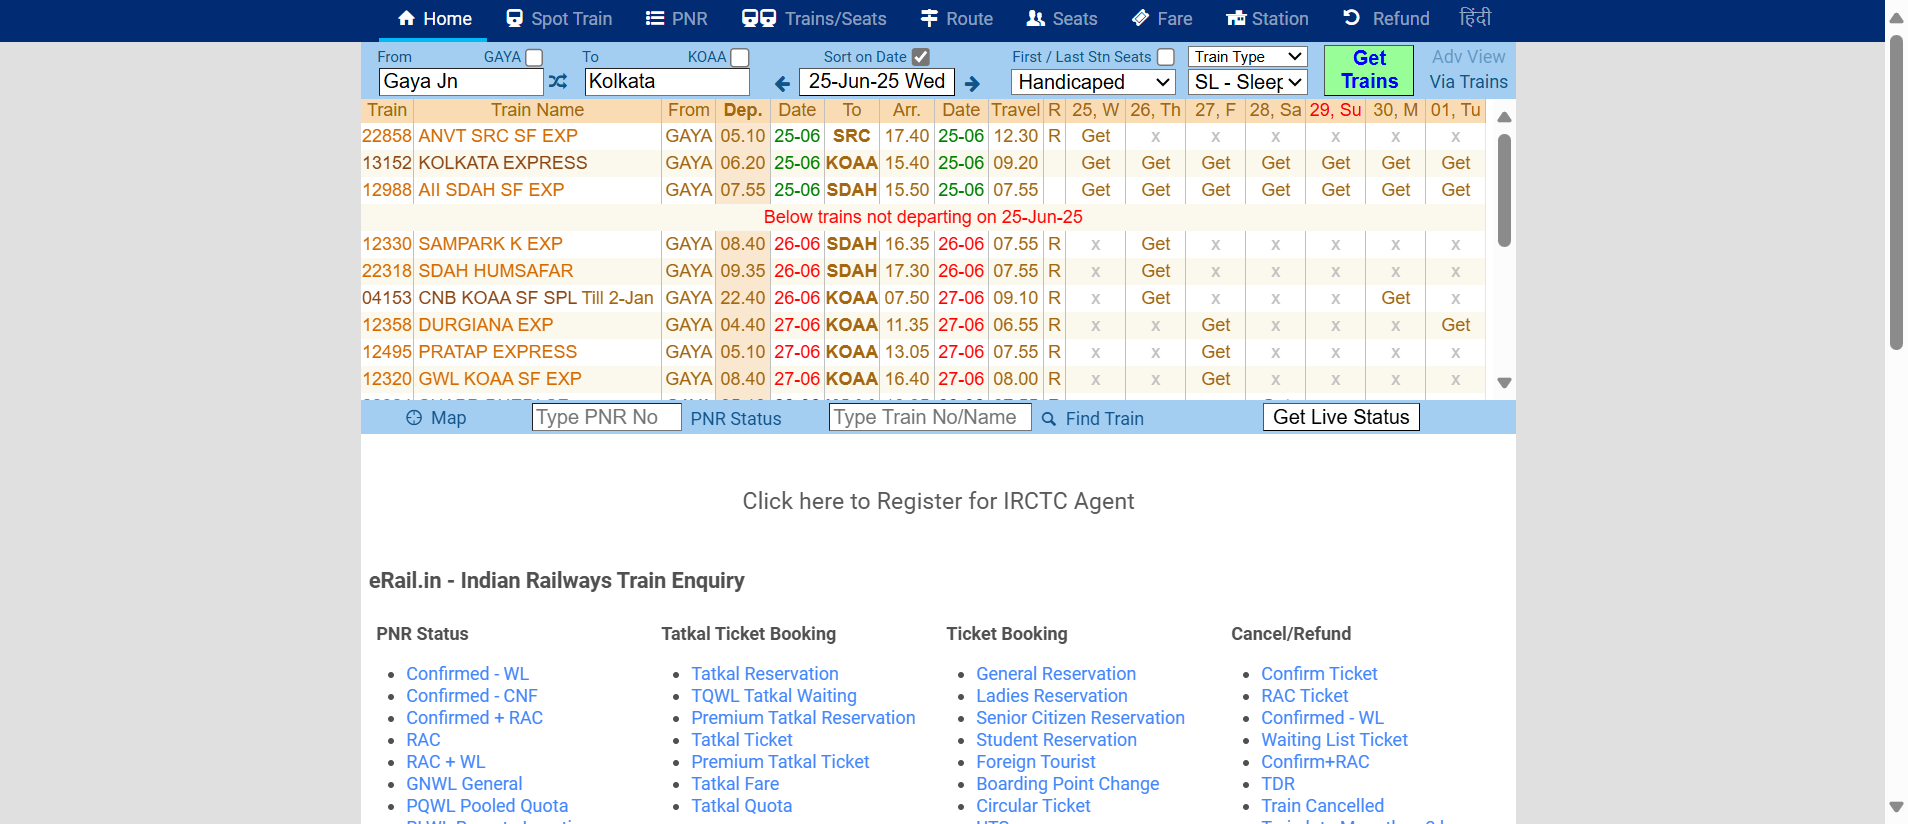 Home Spot Train PNR Trains/Seats Route Seats Fare Station Refund हिंदी
From GAYA To KOAA Sort on Date First / Last Stn Seats Train Type Get Trains Adv View
Gaya Jn Kolkata 25-Jun-25 Wed Handicaped SL - Sleep Via Trains
Train Train Name From Dep. Date To Arr. Date Travel R 25, W 26, Th 27, F 28, Sa 29, Su 30, M 01, Tu
22858 ANVT SRC SF EXP GAYA 05.10 25-06 SRC 17.40 25-06 12.30 R Get x x x x x x
13152 KOLKATA EXPRESS GAYA 06.20 25-06 KOAA 15.40 25-06 09.20 Get Get Get Get Get Get Get
12988 AII SDAH SF EXP GAYA 07.55 25-06 SDAH 15.50 25-06 07.55 Get Get Get Get Get Get Get
Below trains not departing on 25-Jun-25
12330 SAMPARK K EXP GAYA 08.40 26-06 SDAH 16.35 26-06 07.55 R x Get x x x x x
22318 SDAH HUMSAFAR GAYA 09.35 26-06 SDAH 17.30 26-06 07.55 R x Get x x x x x
04153 CNB KOAA SF SPL Till 2-Jan GAYA 22.40 26-06 KOAA 07.50 27-06 09.10 R x Get x x x Get x
12358 DURGIANA EXP GAYA 04.40 27-06 KOAA 11.35 27-06 06.55 R x x Get x x x Get
12495 PRATAP EXPRESS GAYA 05.10 27-06 KOAA 13.05 27-06 07.55 R x x Get x x x x
12320 GWL KOAA SF EXP GAYA 08.40 27-06 KOAA 16.40 27-06 08.00 R x x Get x x x x
Map Type PNR No PNR Status Type Train No/Name Find Train Get Live Status
Click here to Register for IRCTC Agent
eRail.in - Indian Railways Train Enquiry
PNR Status
Confirmed - WL
Confirmed - CNF
Confirmed + RAC
RAC
RAC + WL
GNWL General
PQWL Pooled Quota
Tatkal Ticket Booking
Tatkal Reservation
TQWL Tatkal Waiting
Premium Tatkal Reservation
Tatkal Ticket
Premium Tatkal Ticket
Tatkal Fare
Tatkal Quota
Ticket Booking
General Reservation
Ladies Reservation
Senior Citizen Reservation
Student Reservation
Foreign Tourist
Boarding Point Change
Circular Ticket
Cancel/Refund
Confirm Ticket
RAC Ticket
Confirmed - WL
Waiting List Ticket
Confirm+RAC
TDR
Train Cancelled